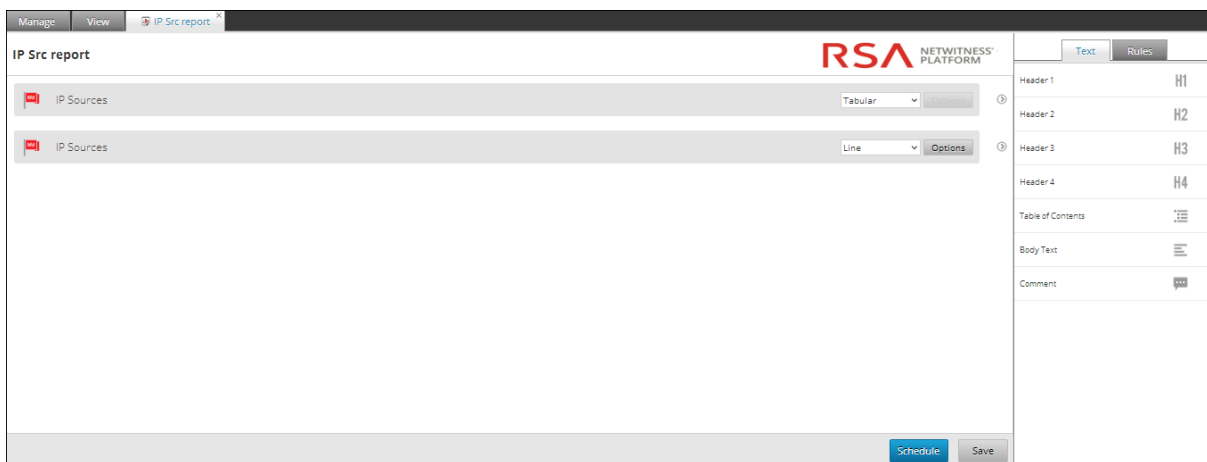 Manage View IP Src report ×
IP Src report
RSA NETWITNESS® PLATFORM
IP Sources Tabular Options
IP Sources Line Options
Schedule Save
Text Rules
Header 1 H1
Header 2 H2
Header 3 H3
Header 4 H4
Table of Contents
Body Text
Comment